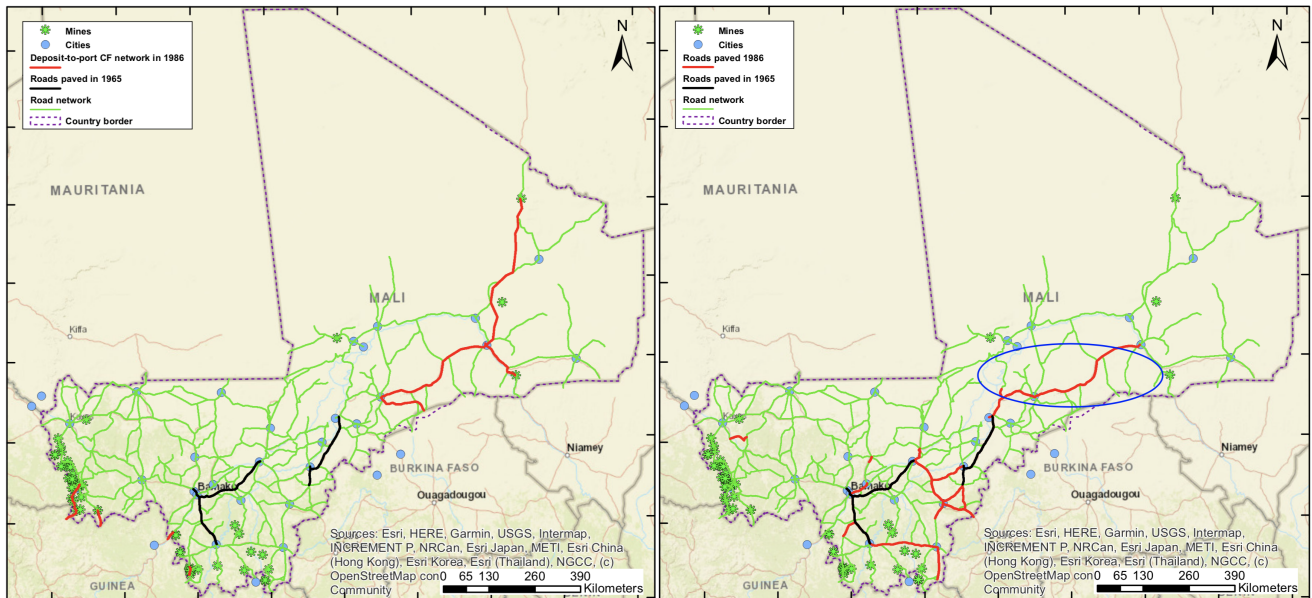 Mines
Cities
Deposit-to-port CF network in 1986
Roads paved in 1965
Road network
Country border
N
MAURITANIA
MALI
Kiffa
Bamako
Niamey
BURKINA FASO
Ouagadougou
GUINEA
Sources: Esri, HERE, Garmin, USGS, Intermap,
INCREMENT P, NRCan, Esri Japan, METI, Esri China
(Hong Kong), Esri Korea, Esri (Thailand), NGCC, (c)
OpenStreetMap con
Community
0 65 130 260 390
Kilometers
Mines
Cities
Roads paved 1986
Roads paved in 1965
Road network
Country border
N
MAURITANIA
MALI
Kiffa
Bamako
Niamey
BURKINA FASO
Ouagadougou
GUINEA
Sources: Esri, HERE, Garmin, USGS, Intermap,
INCREMENT P, NRCan, Esri Japan, METI, Esri China
(Hong Kong), Esri Korea, Esri (Thailand), NGCC, (c)
OpenStreetMap con
Community
0 65 130 260 390
Kilometers